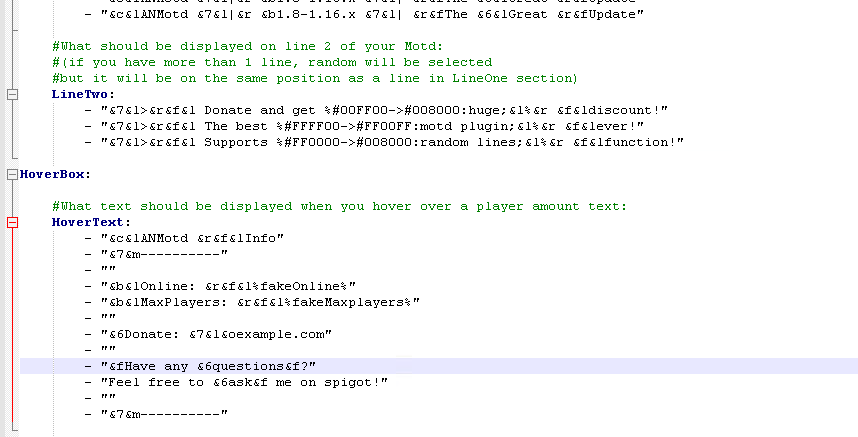 - "&c&lANMotd &7&l|&r &b1.8-1.16.x &7&l| &r&fThe &6&lGreat &r&fUpdate"
#What should be displayed on line 2 of your Motd:
#(if you have more than 1 line, random will be selected
#but it will be on the same position as a line in LineOne section)
LineTwo:
- "&7&l>&r&f&l Donate and get %#00FF00->#008000:huge;&l%&r &f&ldiscount!"
- "&7&l>&r&f&l The best %#FFFF00->#FF00FF:motd plugin;&l%&r &f&lever!"
- "&7&l>&r&f&l Supports %#FF0000->#008000:random lines;&l%&r &f&lfunction!"
HoverBox:
#What text should be displayed when you hover over a player amount text:
HoverText:
- "&c&lANMotd &r&f&lInfo"
- "&7&m----------"
- ""
- "&b&lOnline: &r&f&l%fakeOnline%"
- "&b&lMaxPlayers: &r&f&l%fakeMaxplayers%"
- ""
- "&6Donate: &7&l&oexample.com"
- ""
- "&fHave any &6questions&f?"
- "Feel free to &6ask&f me on spigot!"
- ""
- "&7&m----------"